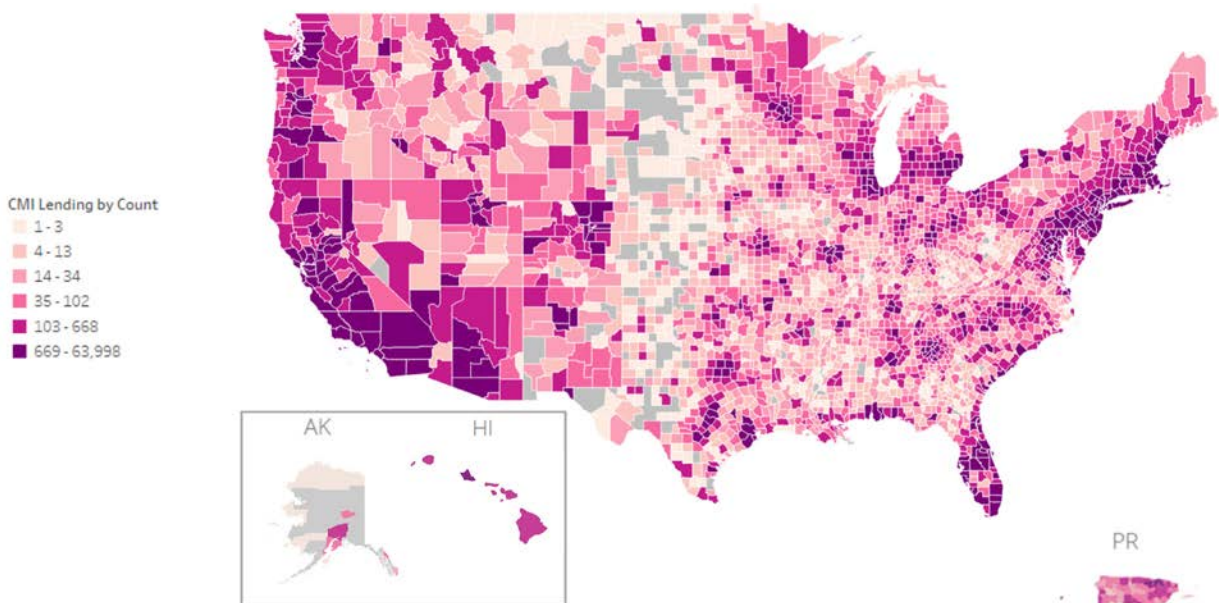 CMI Lending by Count
1 - 3
4 - 13
14 - 34
35 - 102
103 - 668
669 - 63,998
AK
HI
PR